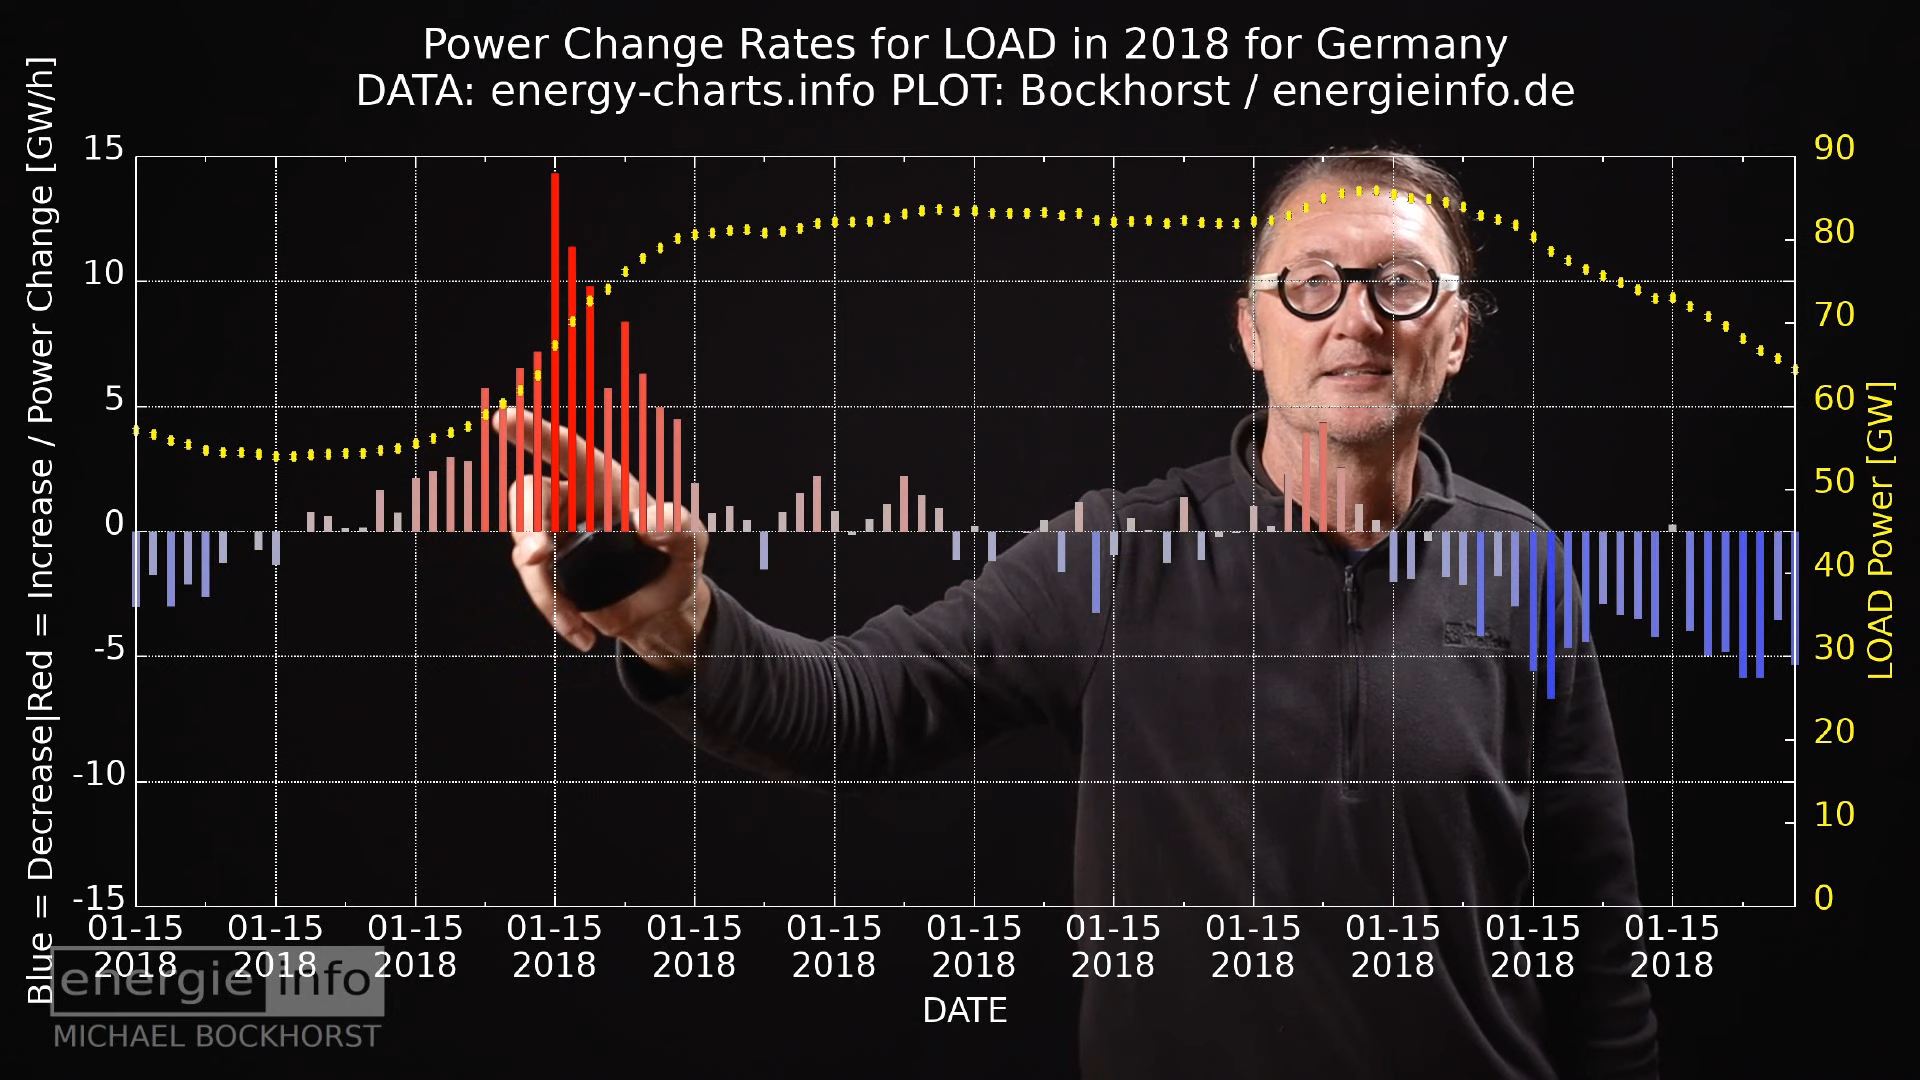 Power Change Rates for LOAD in 2018 for Germany
DATA: energy-charts.info PLOT: Bockhorst / energieinfo.de
Blue = Decrease|Red = Increase / Power Change [GW/h]
15
10
5
0
-5
-10
-15
90
80
70
60
50
40
30
20
10
0
LOAD Power [GW]
01-15 01-15 01-15 01-15 01-15 01-15 01-15 01-15 01-15 01-15 01-15 01-15
2018 2018 2018 2018 2018 2018 2018 2018 2018 2018 2018 2018
DATE
energie info
MICHAEL BOCKHORST